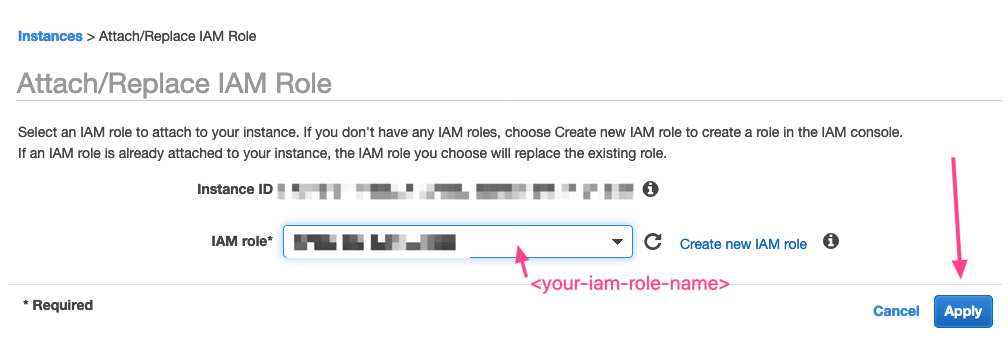 Instances > Attach/Replace IAM Role
Attach/Replace IAM Role
Select an IAM role to attach to your instance. If you don't have any IAM roles, choose Create new IAM role to create a role in the IAM console.
If an IAM role is already attached to your instance, the IAM role you choose will replace the existing role.
Instance ID
IAM role* Create new IAM role
<your-iam-role-name>
* Required
Cancel Apply